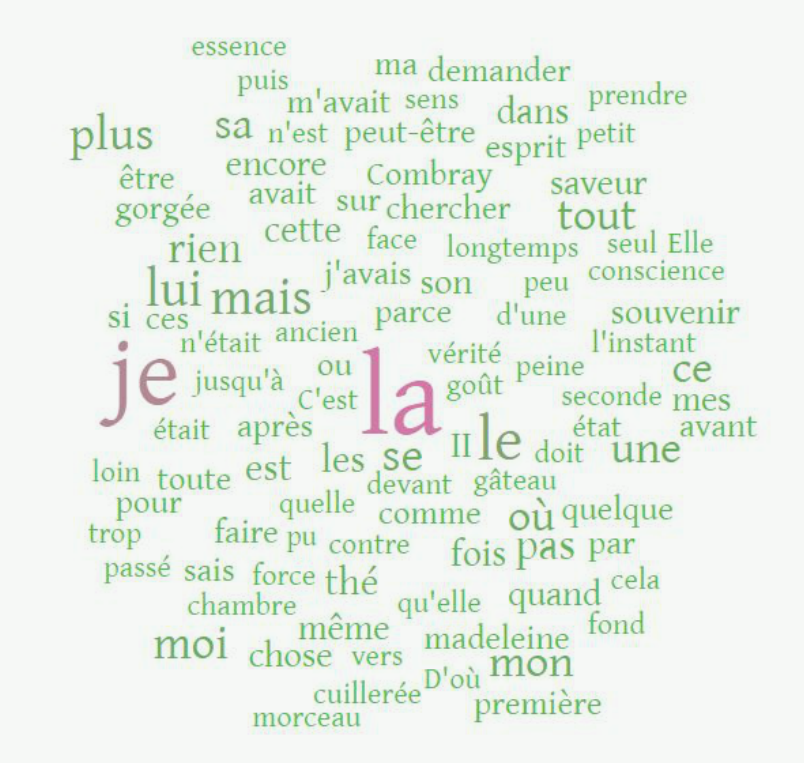 essence
puis ma demander
m'avait sens dans prendre
plus sa n'est peut-être esprit petit
être encore Combray saveur
gorgée avait sur chercher tout
rien cette face longtemps seul Elle
lui mais j'avais son peu conscience
si ces parce d'une souvenir
n'était ancien vérité l'instant
je jusqu'à ou la goût peine ce
C'est seconde mes
était après II le doit état avant
loin toute est les se une
devant gâteau
pour quelle comme où quelque
trop faire pu contre fois pas par
passé sais force thé cela
chambre qu'elle quand
même madeleine fond
moi chose vers mon
cuillerée D'où première
morceau